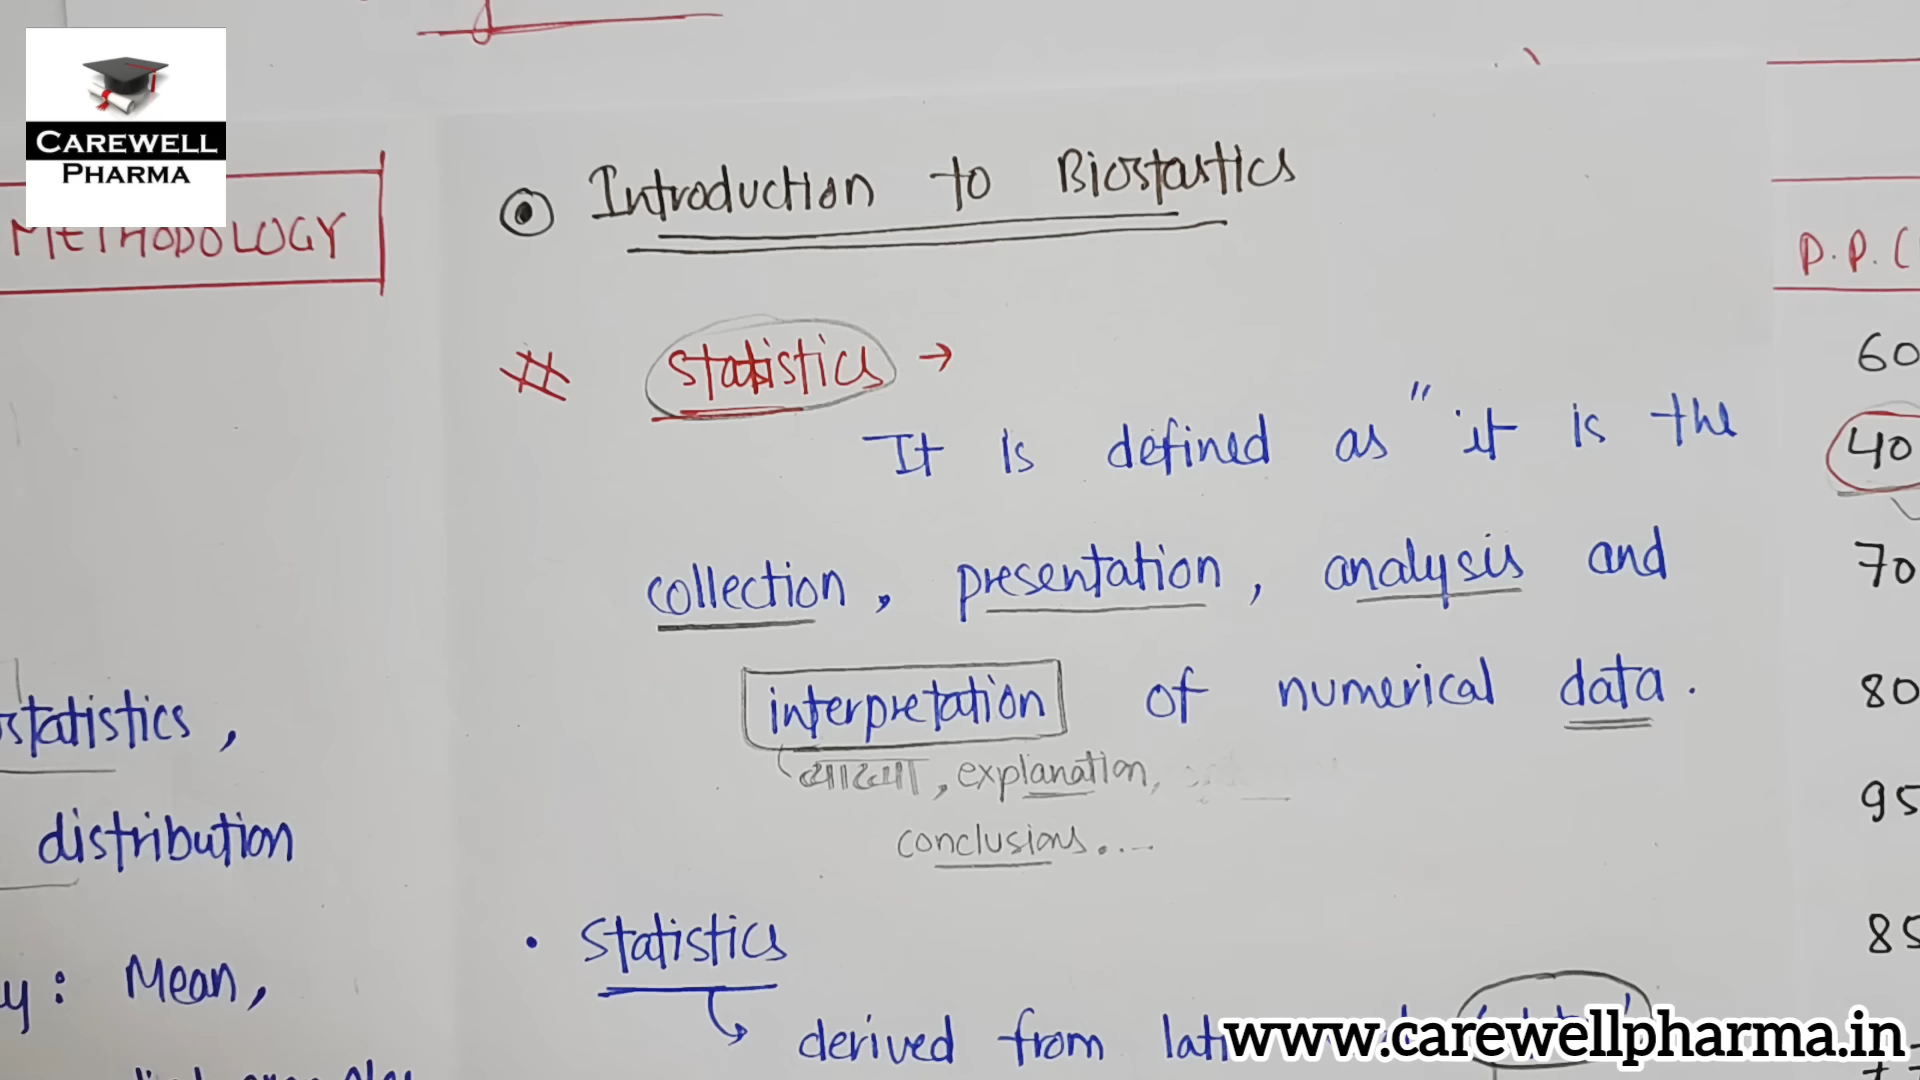 CAREWELL
PHARMA
METHODOLOGY
Introduction to Biostastics
# Statistics →
It is defined as "it is the
collection, presentation, analysis and
interpretation of numerical data.
व्याख्या, explanation,
conclusions....
• Statistics
derived from
statistics,
distribution
Mean,
D.P.(
60
40
70
80
95
85
www.carewellpharma.in